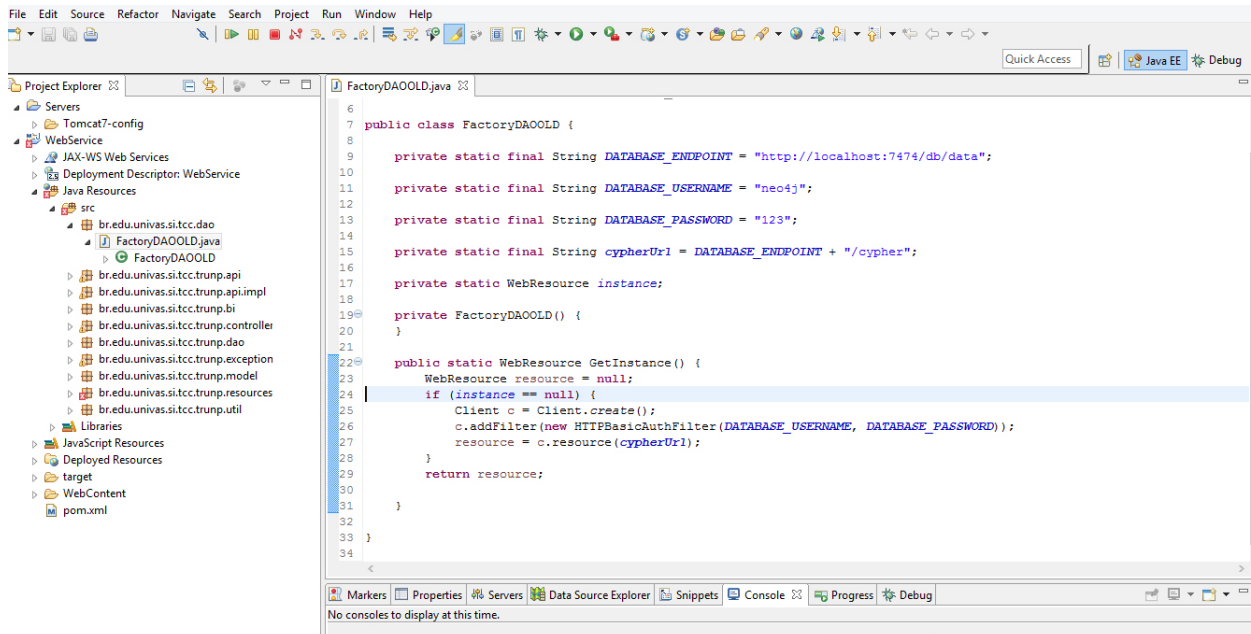 File Edit Source Refactor Navigate Search Project Run Window Help
Quick Access
Java EE
Debug
Project Explorer
Servers
Tomcat7-config
WebService
JAX-WS Web Services
Deployment Descriptor: WebService
Java Resources
src
br.edu.univas.si.tcc.dao
FactoryDAOOLD.java
FactoryDAOOLD
br.edu.univas.si.tcc.trunp.api
br.edu.univas.si.tcc.trunp.api.impl
br.edu.univas.si.tcc.trunp.bi
br.edu.univas.si.tcc.trunp.controller
br.edu.univas.si.tcc.trunp.dao
br.edu.univas.si.tcc.trunp.exception
br.edu.univas.si.tcc.trunp.model
br.edu.univas.si.tcc.trunp.resources
br.edu.univas.si.tcc.trunp.util
Libraries
JavaScript Resources
Deployed Resources
target
WebContent
pom.xml
FactoryDAOOLD.java
6
7 public class FactoryDAOOLD {
8
9 private static final String DATABASE_ENDPOINT = "http://localhost:7474/db/data";
10
11 private static final String DATABASE_USERNAME = "neo4j";
12
13 private static final String DATABASE_PASSWORD = "123";
14
15 private static final String cypherUrl = DATABASE_ENDPOINT + "/cypher";
16
17 private static WebResource instance;
18
19 private FactoryDAOOLD() {
20 }
21
22 public static WebResource GetInstance() {
23 WebResource resource = null;
24 if (instance == null) {
25 Client c = Client.create();
26 c.addFilter(new HTTPBasicAuthFilter(DATABASE_USERNAME, DATABASE_PASSWORD));
27 resource = c.resource(cypherUrl);
28 }
29 return resource;
30
31 }
32
33 }
34
Markers Properties Servers Data Source Explorer Snippets Console Progress Debug
No consoles to display at this time.